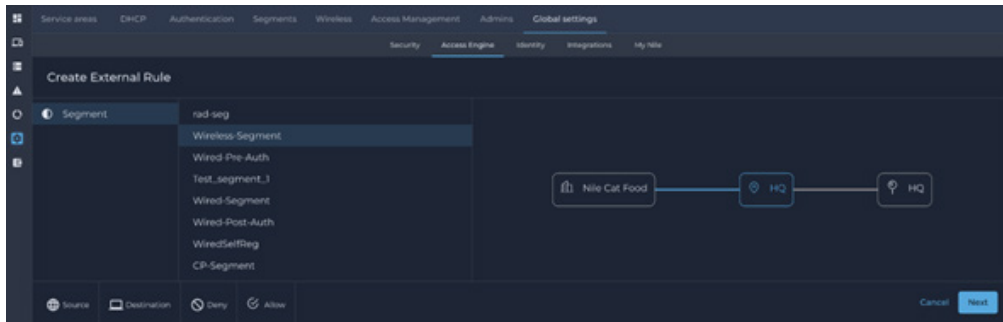 Service areas DHCP Authentication Segments Wireless Access Management Admins Global settings
Security Access Engine Identity Integrations My Nile
Create External Rule
Segment
rad-seg
Wireless-Segment
Wired-Pre-Auth
Test_segment_1
Wired-Segment
Wired-Post-Auth
WiredSelfReg
CP-Segment
Nile Cat Food HQ HQ
Source Destination Deny Allow Cancel Next